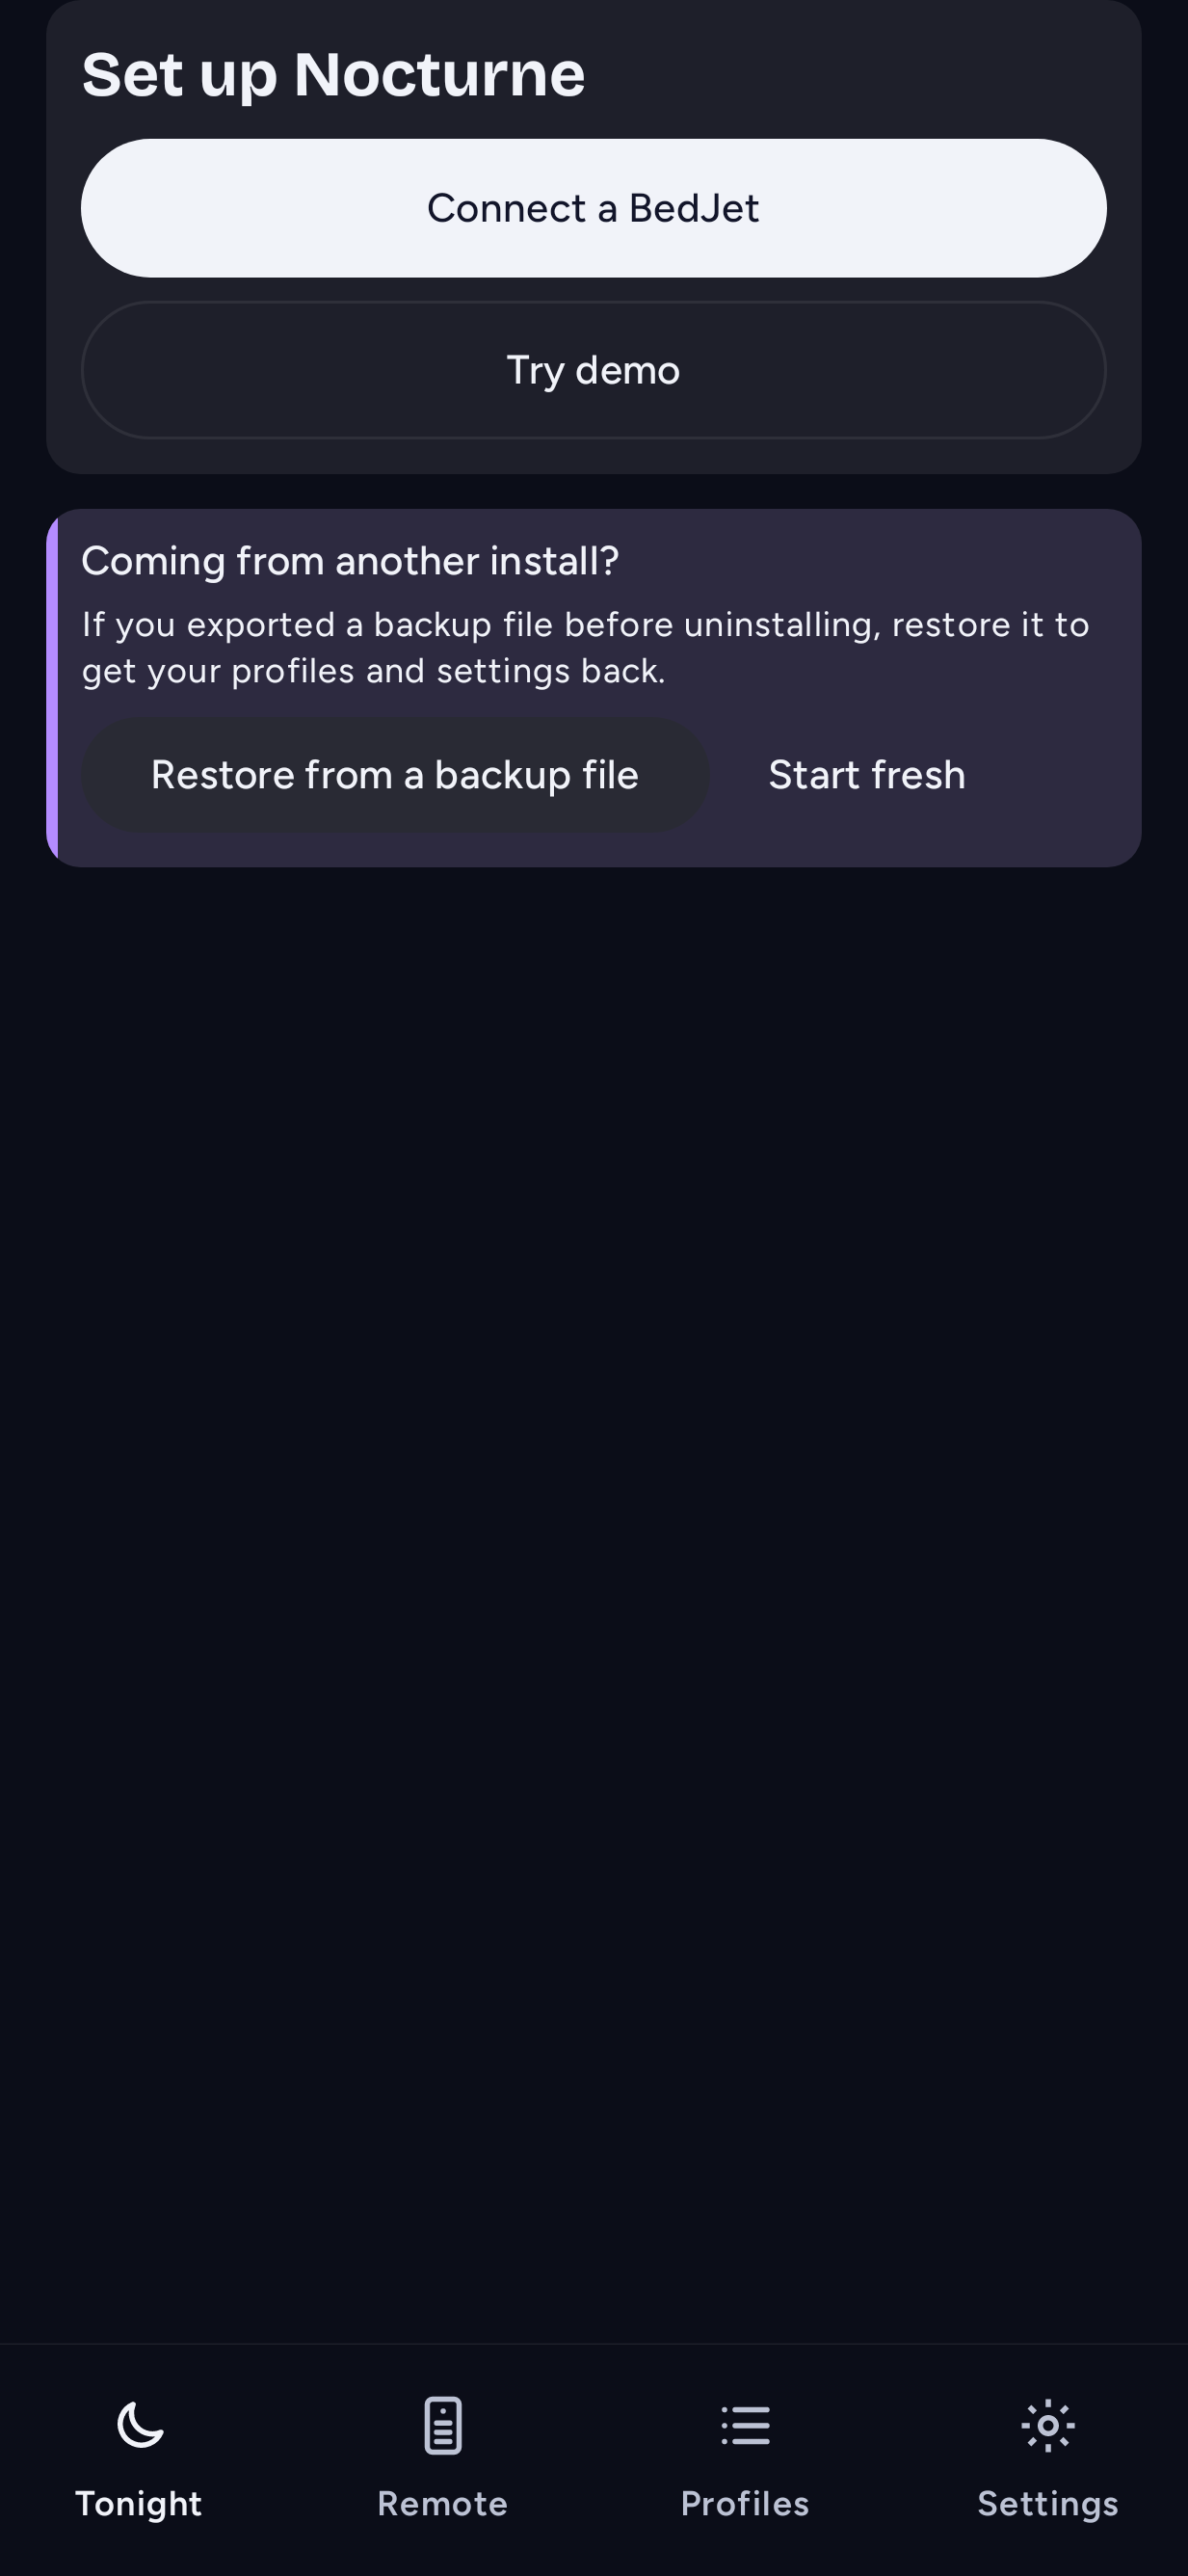 Set up Nocturne
Connect a BedJet
Try demo
Coming from another install?
If you exported a backup file before uninstalling, restore it to
get your profiles and settings back.
Restore from a backup file
Start fresh
Tonight
Remote
Profiles
Settings